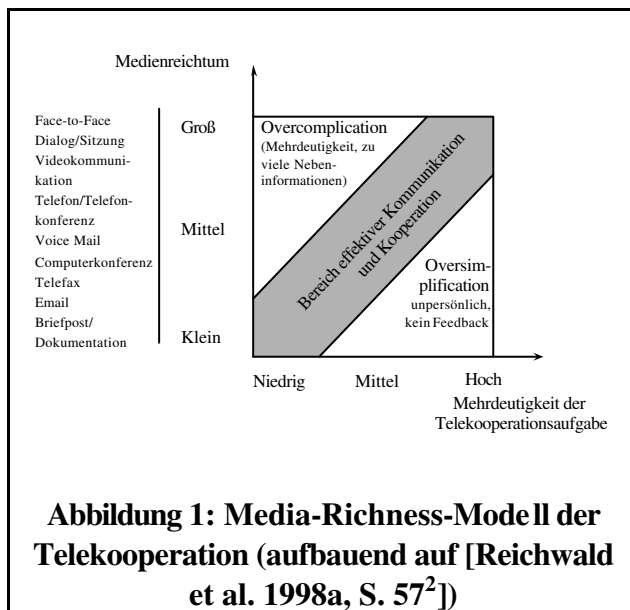 Medienreichtum
Face-to-Face
Dialog/Sitzung
Videokommuni-
kation
Telefon/Telefon-
konferenz
Voice Mail
Computerkonferenz
Telefax
Email
Briefpost/
Dokumentation
Groß
Mittel
Klein
Overcomplication
(Mehrdeutigkeit, zu
viele Neben-
informationen)
Bereich effektiver Kommunikation
und Kooperation
Oversim-
plification
unpersönlich,
kein Feedback
Niedrig Mittel Hoch
Mehrdeutigkeit der
Telekooperationsaufgabe
Abbildung 1: Media-Richness-Modell der
Telekooperation (aufbauend auf [Reichwald
et al. 1998a, S. 57²])